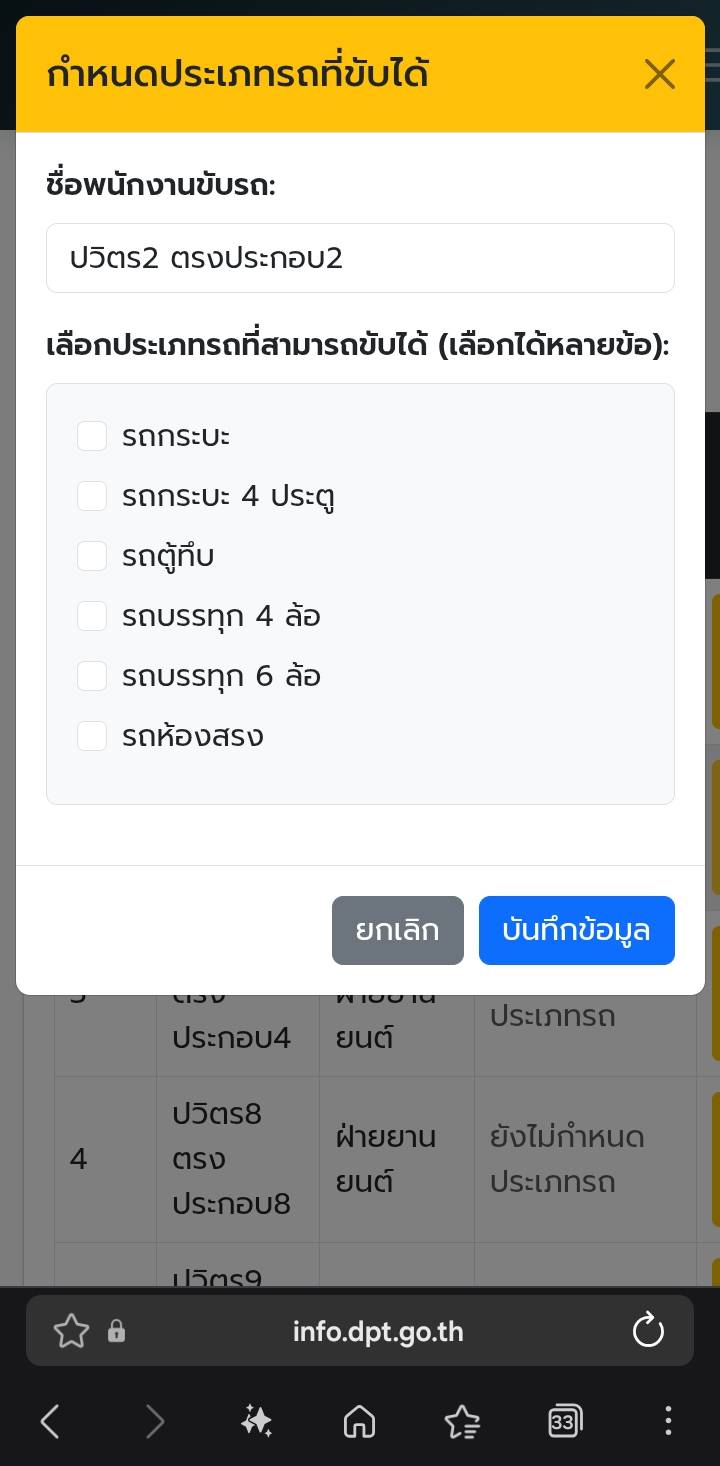 กำหนดประเภทรถที่ขับได้
ชื่อพนักงานขับรถ:
ปวิตร2 ตรงประกอบ2
เลือกประเภทรถที่สามารถขับได้ (เลือกได้หลายข้อ):
รถกระบะ
รถกระบะ 4 ประตู
รถตู้ทึบ
รถบรรทุก 4 ล้อ
รถบรรทุก 6 ล้อ
รถห้องสรง
ยกเลิก บันทึกข้อมูล
ประเภทรถ
ประกอบ4 ยนต์
ปวิตร8
ฝ่ายยาน ยังไม่กำหนด
4 ตรง
ยนต์ ประเภทรถ
ประกอบ8
ปวิตร9
info.dpt.go.th
33